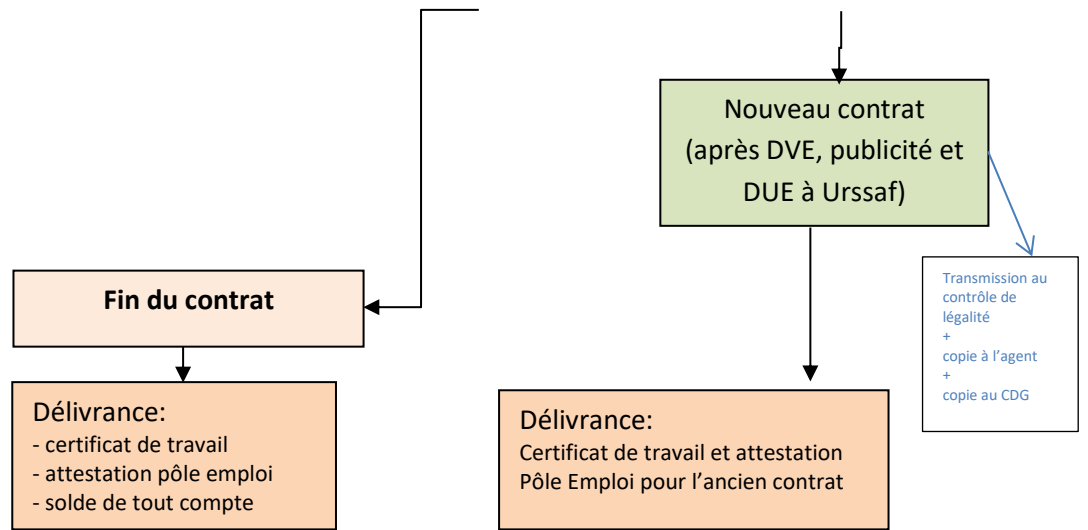 Nouveau contrat
(après DVE, publicité et
DUE à Urssaf)
Transmission au
contrôle de
légalité
+
copie à l'agent
+
copie au CDG
Fin du contrat
Délivrance:
- certificat de travail
- attestation pôle emploi
- solde de tout compte
Délivrance:
Certificat de travail et attestation
Pôle Emploi pour l'ancien contrat